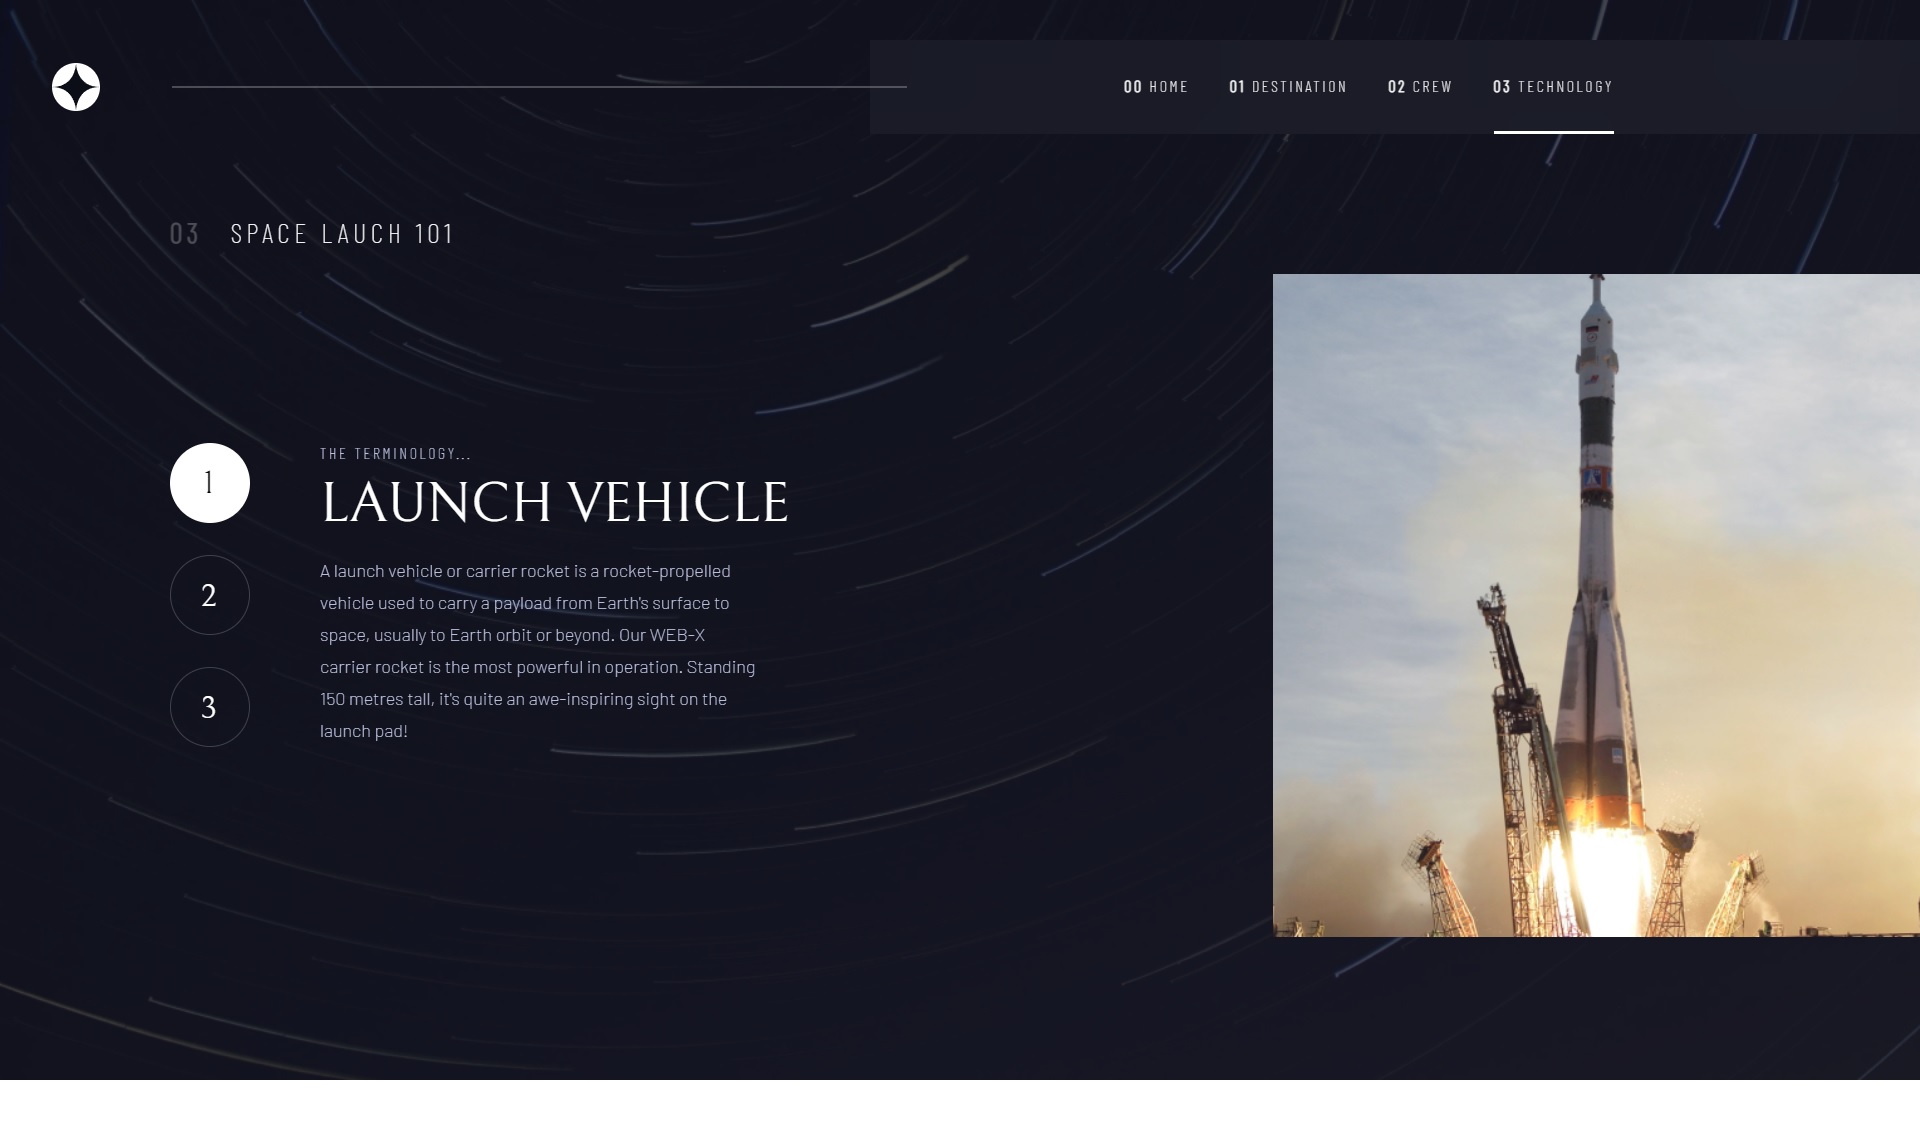 00 HOME 01 DESTINATION 02 CREW 03 TECHNOLOGY
03 SPACE LAUCH 101
1
2
3
THE TERMINOLOGY...
LAUNCH VEHICLE
A launch vehicle or carrier rocket is a rocket-propelled
vehicle used to carry a payload from Earth's surface to
space, usually to Earth orbit or beyond. Our WEB-X
carrier rocket is the most powerful in operation. Standing
150 metres tall, it's quite an awe-inspiring sight on the
launch pad!